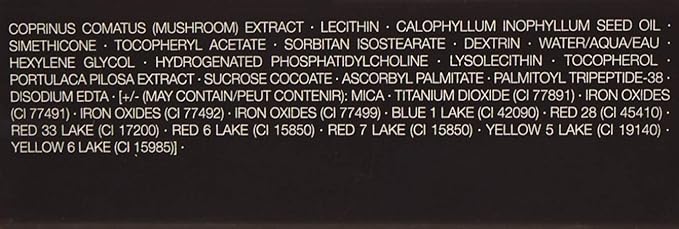 COPRINUS COMATUS (MUSHROOM) EXTRACT · LECITHIN · CALOPHYLLUM INOPHYLLUM SEED OIL ·
SIMETHICONE · TOCOPHERYL ACETATE · SORBITAN ISOSTEARATE · DEXTRIN · WATER/AQUA/EAU ·
HEXYLENE GLYCOL · HYDROGENATED PHOSPHATIDYLCHOLINE · LYSOLECITHIN · TOCOPHEROL ·
PORTULACA PILOSA EXTRACT · SUCROSE COCOATE · ASCORBYL PALMITATE · PALMITOYL TRIPEPTIDE-38 ·
DISODIUM EDTA · [+/- (MAY CONTAIN/PEUT CONTENIR): MICA · TITANIUM DIOXIDE (CI 77891) · IRON OXIDES
(CI 77491) · IRON OXIDES (CI 77492) · IRON OXIDES (CI 77499) · BLUE 1 LAKE (CI 42090) · RED 28 (CI 45410) ·
RED 33 LAKE (CI 17200) · RED 6 LAKE (CI 15850) · RED 7 LAKE (CI 15850) · YELLOW 5 LAKE (CI 19140) ·
YELLOW 6 LAKE (CI 15985)] ·